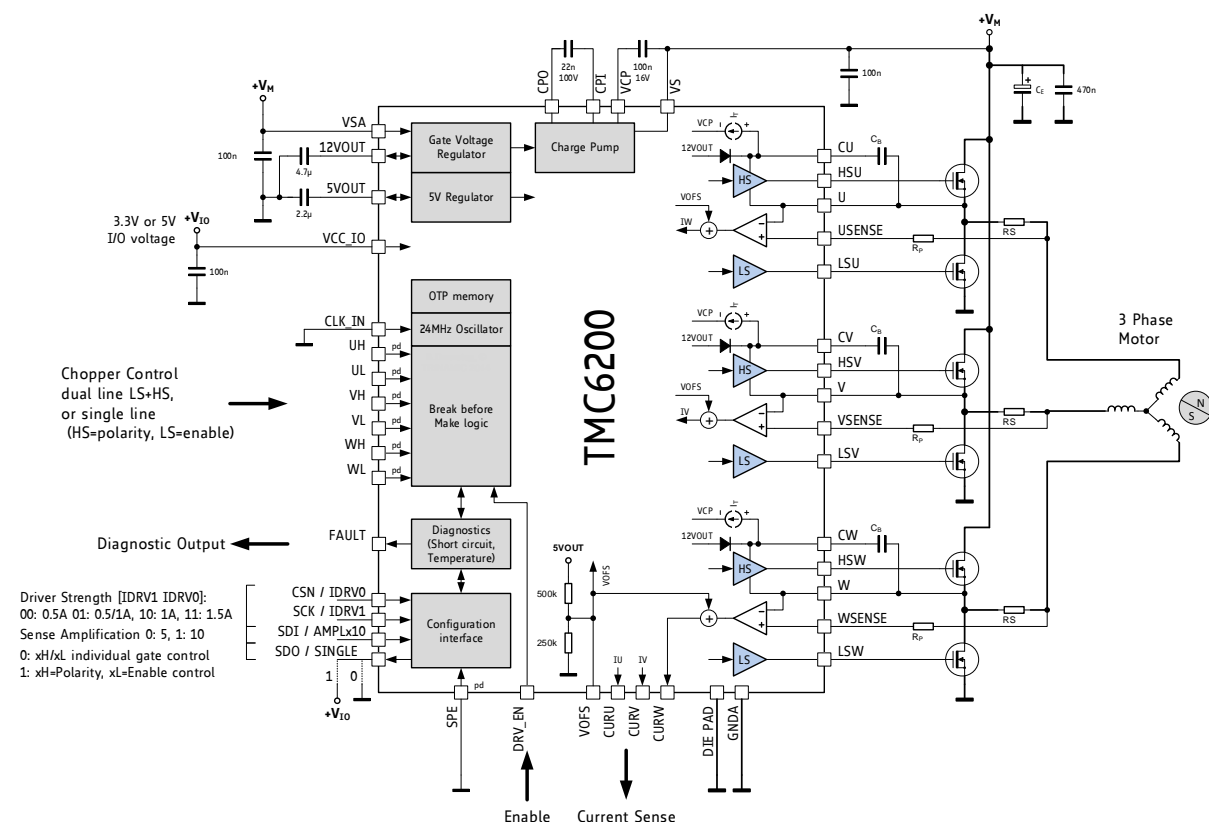 +VM
CPO
22n
100V
CPI
VCP
100n
16V
VS
100n
CE
470n
+VM
VSA
100n
12VOUT
4.7µ
5VOUT
2.2µ
Gate Voltage
Regulator
5V Regulator
Charge Pump
3.3V or 5V
I/O voltage
+VIO
VCC_IO
100n
OTP memory
CLK_IN
24MHz Oscillator
UH
pd
UL
pd
VH
pd
VL
pd
WH
pd
WL
pd
Break before
Make logic
Chopper Control
dual line LS+HS,
or single line
(HS=polarity, LS=enable)
TMC6200
Diagnostic Output
FAULT
Diagnostics
(Short circuit,
Temperature)
Driver Strength [IDRV1 IDRV0]:
00: 0.5A 01: 0.5/1A, 10: 1A, 11: 1.5A
Sense Amplification 0: 5, 1: 10
0: xH/xL individual gate control
1: xH=Polarity, xL=Enable control
CSN / IDRV0
SCK / IDRV1
SDI / AMPLx10
SDO / SINGLE
Configuration
interface
1
0
+VIO
pd
SPE
DRV_EN
Enable
5VOUT
500k
250k
VOFS
VOFS
IU
CURU
IV
CURV
CURW
Current Sense
DIE PAD
GNDA
VCP
+
12VOUT
HS
VOFS
IW
+
−
+
LS
CU
CB
HSU
U
USENSE
RP
RS
LSU
VCP
+
12VOUT
HS
VOFS
IV
+
−
+
LS
CV
CB
HSV
V
VSENSE
RP
RS
LSV
VCP
+
12VOUT
HS
+
−
+
LS
CW
CB
HSW
W
WSENSE
RP
RS
LSW
3 Phase
Motor
N
S